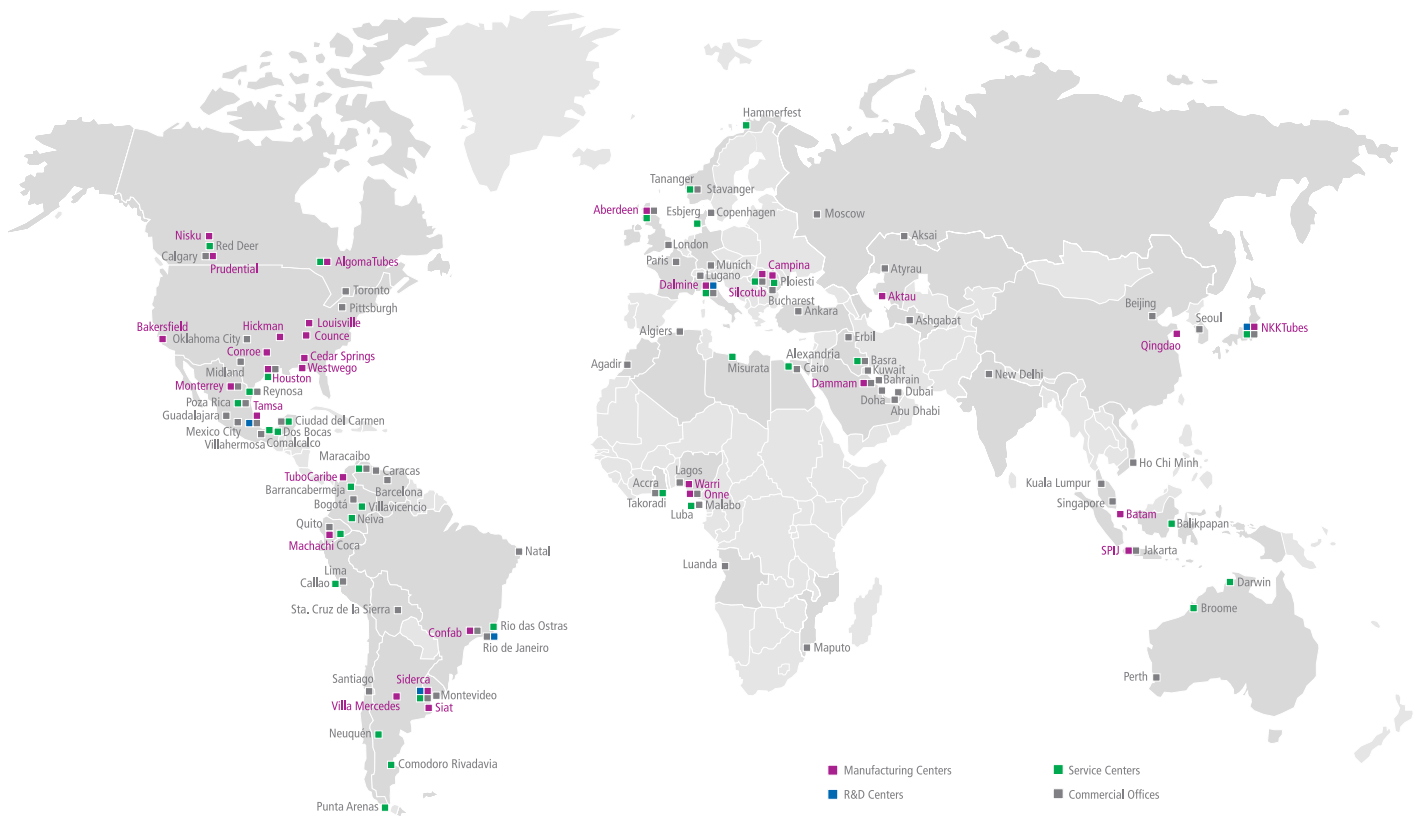 Hammerfest
Tananger
Stavanger
Aberdeen
Esbjerg
Copenhagen
Moscow
Nisku
Red Deer
Calgary
Prudential
AlgomaTubes
London
Aksai
Paris
Munich
Campina
Lugano
Ploiesti
Atyrau
Dalmine
Silcotub
Bucharest
Aktau
Toronto
Pittsburgh
Ankara
Ashgabat
Beijing
Seoul
NKKTubes
Qingdao
Bakersfield
Hickman
Louisville
Oklahoma City
Counce
Algiers
Erbil
Conroe
Cedar Springs
Westwego
Midland
Houston
Agadir
Misurata
Alexandria
Cairo
Basra
Kuwait
New Delhi
Monterrey
Reynosa
Dammam
Bahrain
Doha
Dubai
Abu Dhabi
Poza Rica
Tamsa
Guadalajara
Ciudad del Carmen
Mexico City
Dos Bocas
Villahermosa
Comalcalco
Maracaibo
Caracas
Ho Chi Minh
TuboCaribe
Barcelona
Lagos
Warri
Kuala Lumpur
Barrancabermeja
Accra
Onne
Singapore
Bogotá
Villavicencio
Takoradi
Malabo
Luba
Batam
Neiva
Balikpapan
Quito
Machachi
Coca
Natal
SPIJ
Jakarta
Lima
Luanda
Callao
Darwin
Sta. Cruz de la Sierra
Broome
Confab
Rio das Ostras
Rio de Janeiro
Maputo
Santiago
Siderca
Perth
Montevideo
Villa Mercedes
Siat
Neuquén
Comodoro Rivadavia
Punta Arenas
Manufacturing Centers
Service Centers
R&D Centers
Commercial Offices